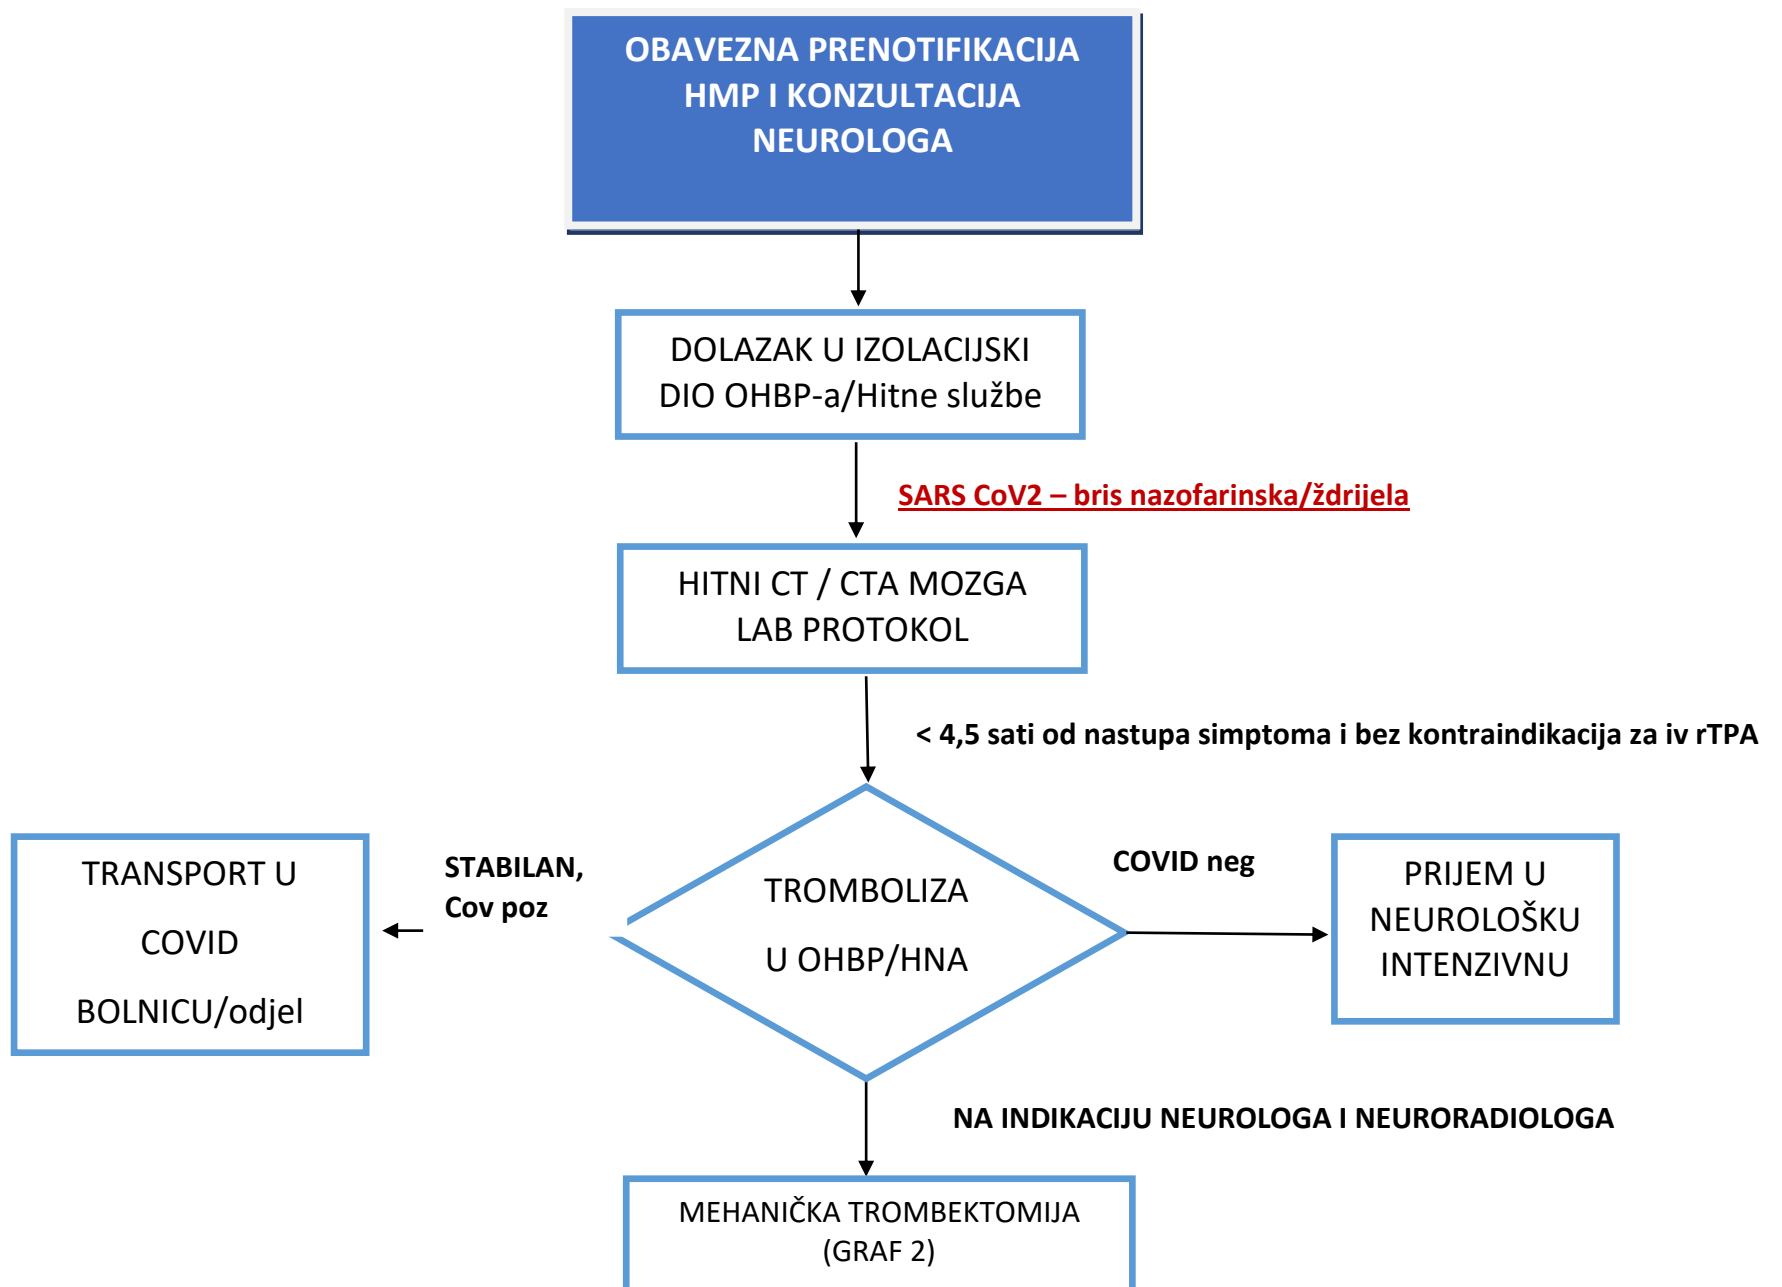 OBAVEZNA PRENOTIFIKACIJA
HMP I KONZULTACIJA
NEUROLOGA
DOLAZAK U IZOLACIJSKI
DIO OHBP-a/Hitne službe
SARS CoV2 – bris nazofarinska/ždrijela
HITNI CT / CTA MOZGA
LAB PROTOKOL
< 4,5 sati od nastupa simptoma i bez kontraindikacija za iv rTPA
TRANSPORT U
COVID
BOLNICU/odjel
STABILAN,
Cov poz
TROMBOLIZA
U OHBP/HNA
COVID neg
PRIJEM U
NEUROLOŠKU
INTENZIVNU
NA INDIKACIJU NEUROLOGA I NEURORADIOLOGA
MEHANIČKA TROMBEKTOMIJA
(GRAF 2)